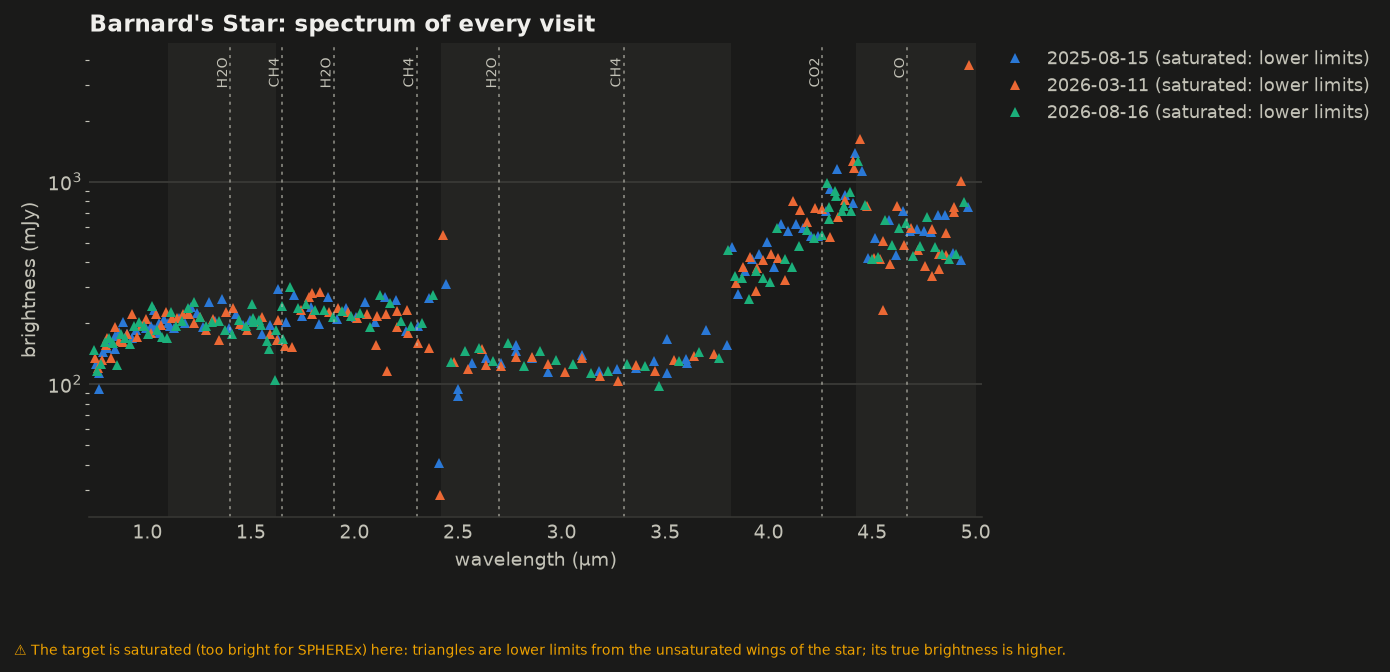 Barnard's Star: spectrum of every visit
H2O
CH4
H2O
CH4
H2O
CH4
CO2
CO
2025-08-15 (saturated: lower limits)
2026-03-11 (saturated: lower limits)
2026-08-16 (saturated: lower limits)
10³
10²
brightness (mJy)
1.0 1.5 2.0 2.5 3.0 3.5 4.0 4.5 5.0
wavelength (µm)
⚠ The target is saturated (too bright for SPHEREx) here: triangles are lower limits from the unsaturated wings of the star; its true brightness is higher.